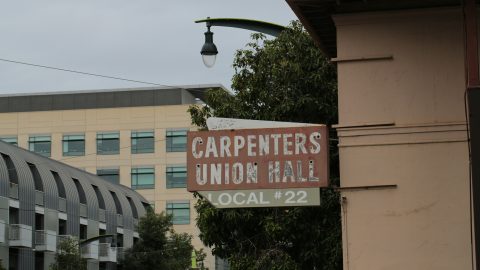 CARPENTERS
UNION HALL
LOCAL #22